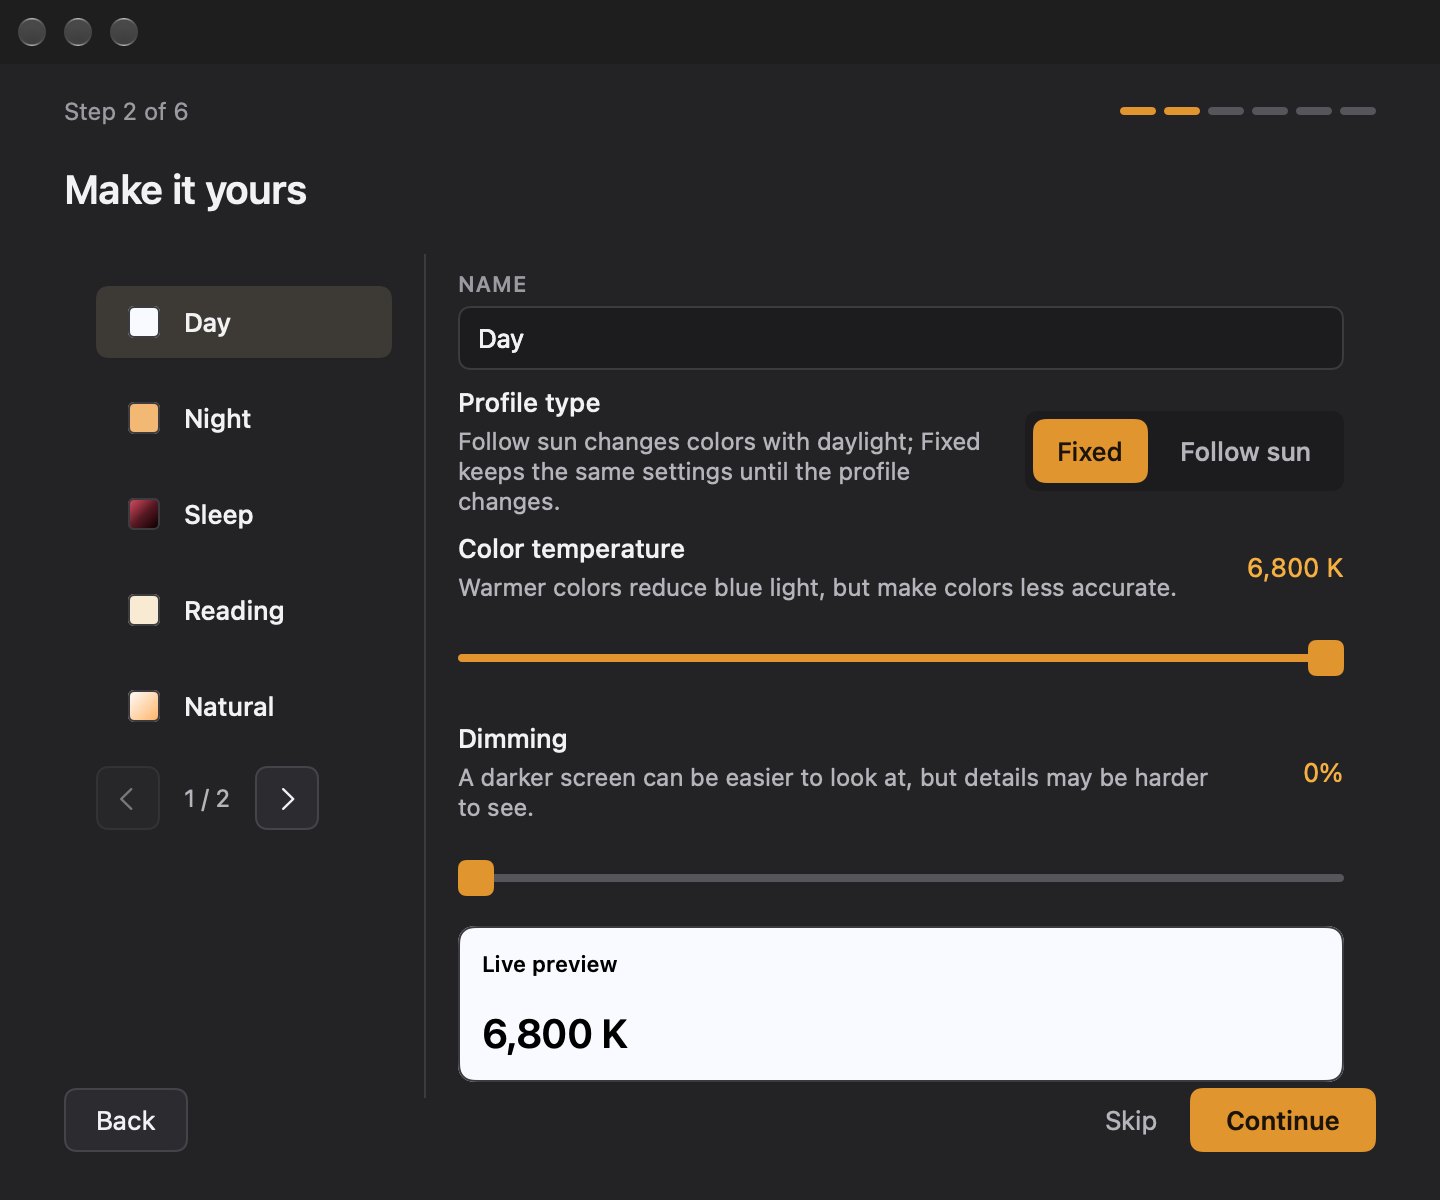 Step 2 of 6
Make it yours
Day
Night
Sleep
Reading
Natural
1 / 2
NAME
Day
Profile type
Follow sun changes colors with daylight; Fixed
keeps the same settings until the profile
changes.
Fixed
Follow sun
Color temperature
Warmer colors reduce blue light, but make colors less accurate.
6,800 K
Dimming
A darker screen can be easier to look at, but details may be harder
to see.
0%
Live preview
6,800 K
Back
Skip
Continue